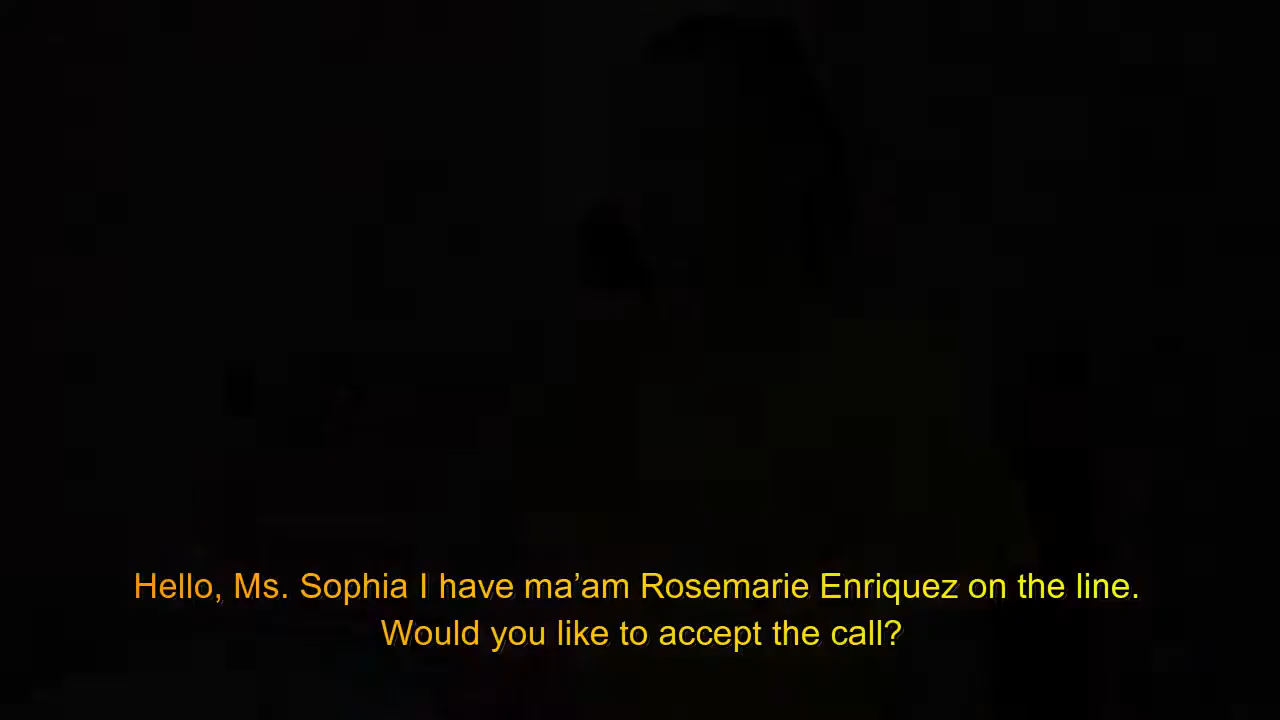 Hello, Ms. Sophia I have ma’am Rosemarie Enriquez on the line.
Would you like to accept the call?